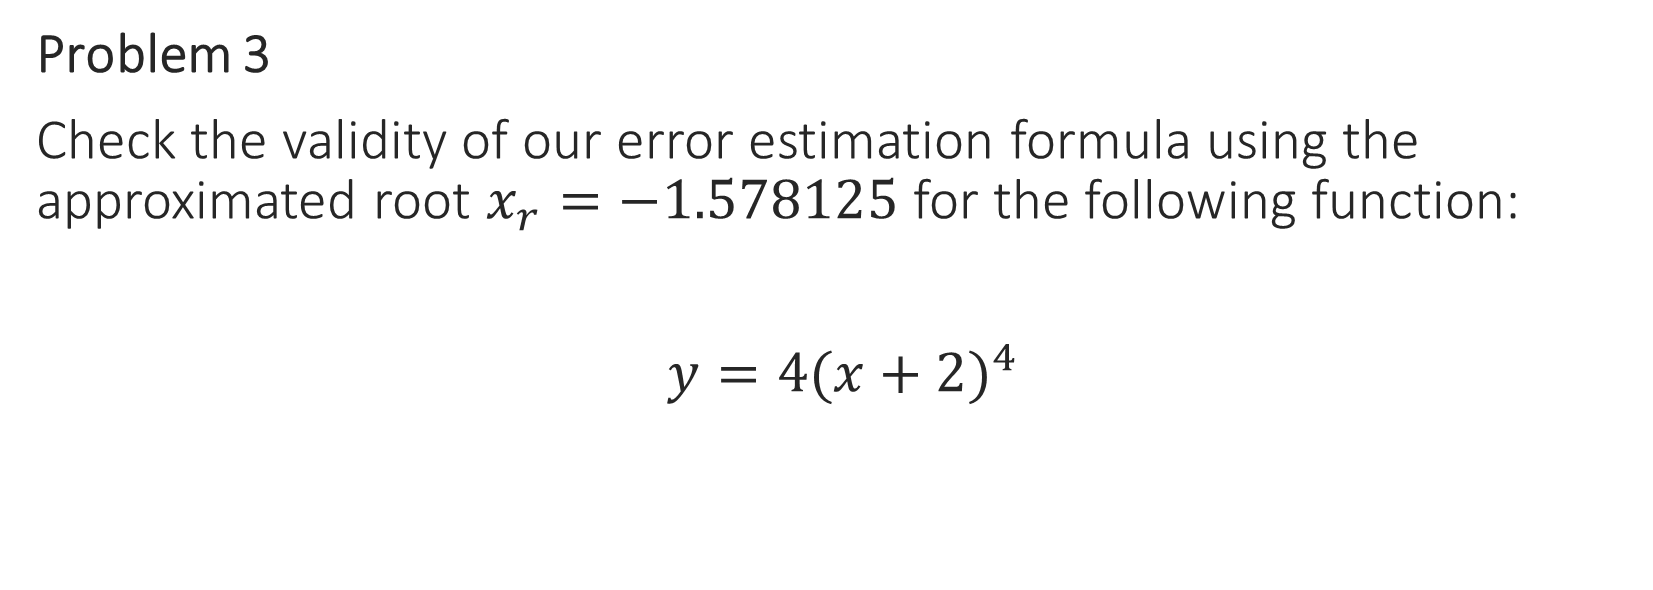 Problem 3
Check the validity of our error estimation formula using the
approximated root xᵣ = −1.578125 for the following function:
y = 4(x + 2)⁴